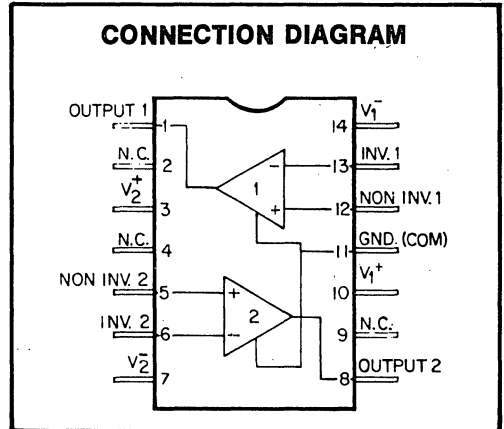 CONNECTION DIAGRAM
OUTPUT 1
1
14
V₁⁻
N.C.
2
1
−
13
INV. 1
V₂⁺
3
+
12
NON INV. 1
N.C.
4
11
GND. (COM)
NON INV. 2
5
+
10
V₁⁺
INV. 2
6
−
2
9
N.C.
V₂⁻
7
8
OUTPUT 2